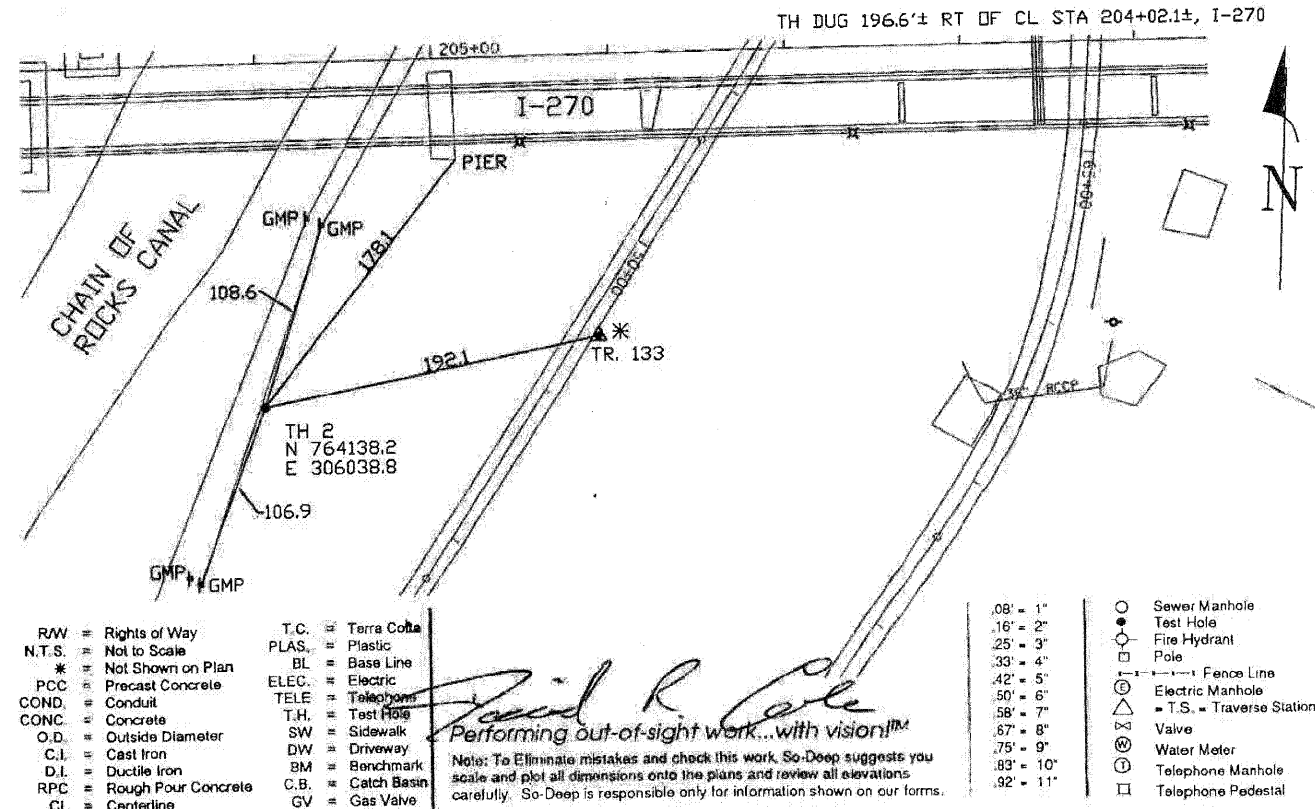 TH DUG 196.6'± RT OF CL STA 204+02.1±, I-270
205+00
I-270
PIER
GMP
GMP
CHAIN OF
ROCKS CANAL
178.1
50+00
65+00
108.6
192.1
TR. 133
36" RCCP
TH 2
N 764138.2
E 306038.8
106.9
GMP
GMP
N
R/W = Rights of Way
N.T.S. = Not to Scale
* = Not Shown on Plan
PCC = Precast Concrete
COND. = Conduit
CONC. = Concrete
O.D. = Outside Diameter
C.I. = Cast Iron
D.I. = Ductile Iron
RPC = Rough Pour Concrete
CL = Centerline
T.C. = Terra Cotta
PLAS. = Plastic
BL = Base Line
ELEC. = Electric
TELE = Telephone
T.H. = Test Hole
SW = Sidewalk
DW = Driveway
BM = Benchmark
C.B. = Catch Basin
GV = Gas Valve
David R. Cole
Performing out-of-sight work...with vision!™
Note: To Eliminate mistakes and check this work, So-Deep suggests you
scale and plot all dimensions onto the plans and review all elevations
carefully. So-Deep is responsible only for information shown on our forms.
.08' = 1"
.16' = 2"
.25' = 3"
.33' = 4"
.42' = 5"
.50' = 6"
.58' = 7"
.67' = 8"
.75' = 9"
.83' = 10"
.92' = 11"
Sewer Manhole
Test Hole
Fire Hydrant
Pole
Fence Line
E Electric Manhole
= T.S. = Traverse Station
Valve
W Water Meter
T Telephone Manhole
Telephone Pedestal